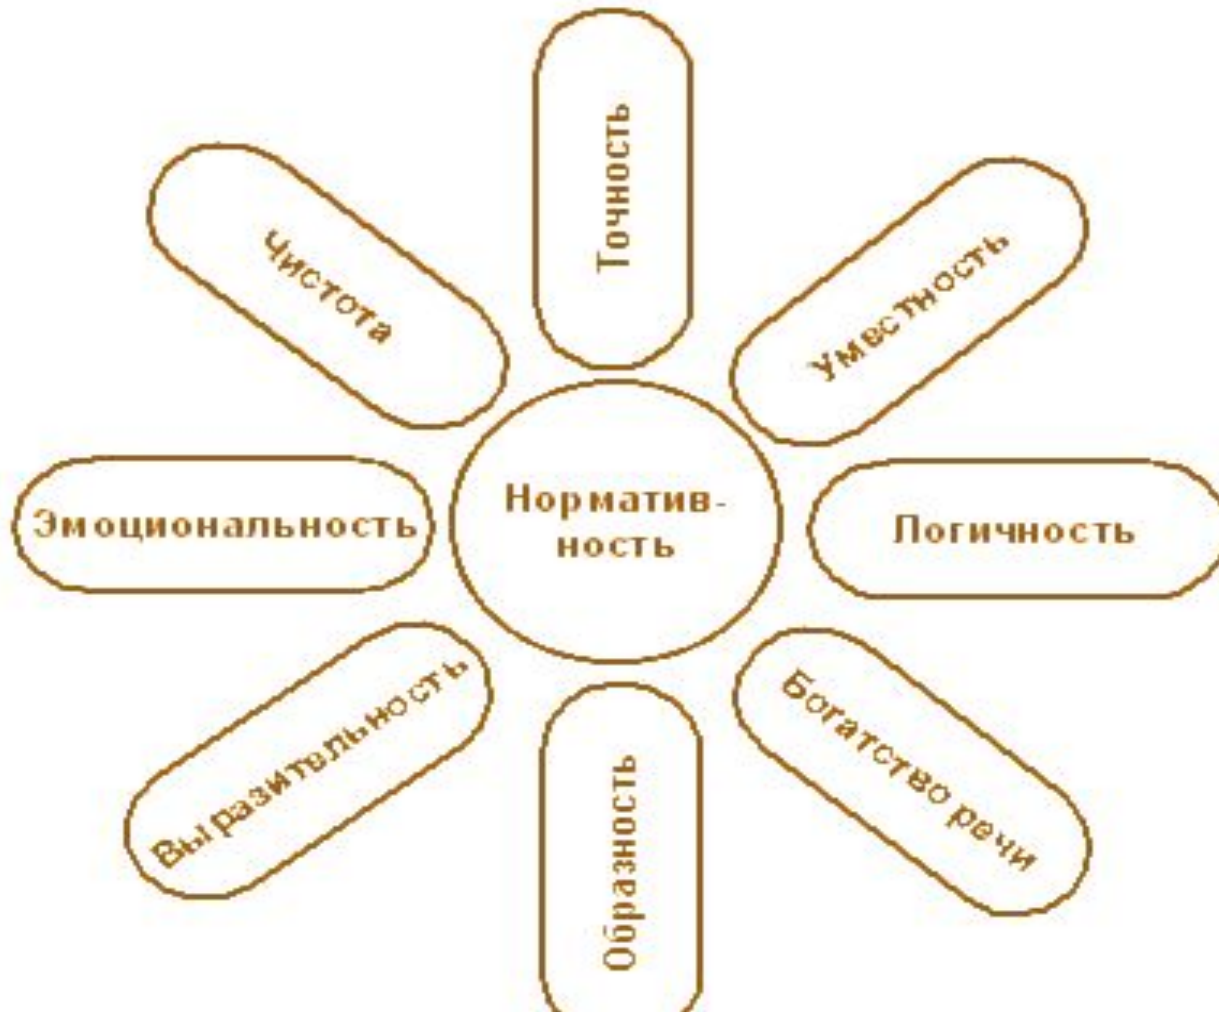 Точность
Уместность
Логичность
Богатство речи
Образность
Выразительность
Эмоциональность
Чистота
Норматив-
ность